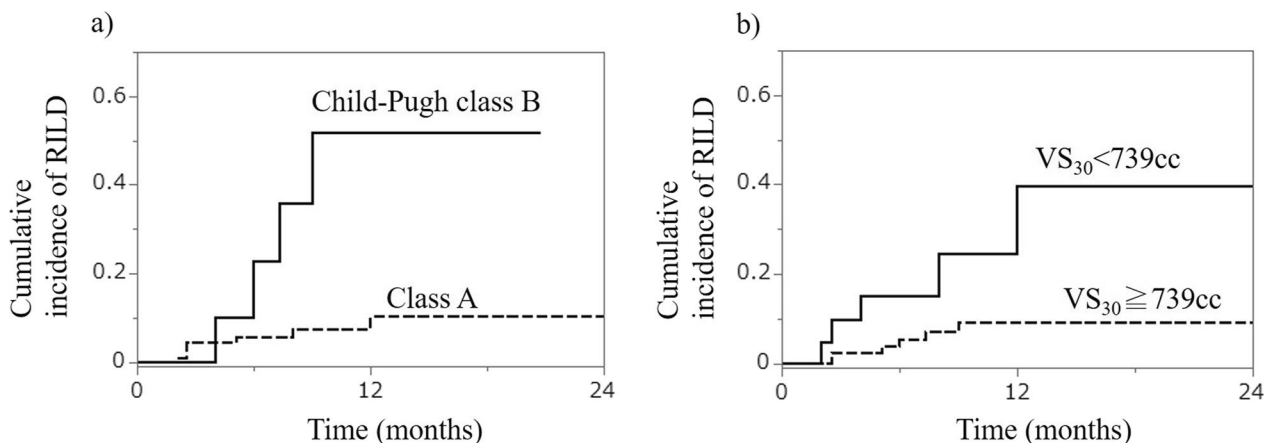 a)
Cumulative
incidence of RILD
0.6
0.4
0.2
0
Child-Pugh class B
Class A
0
12
24
Time (months)
b)
Cumulative
incidence of RILD
0.6
0.4
0.2
0
VS₃₀<739cc
VS₃₀≧739cc
0
12
24
Time (months)